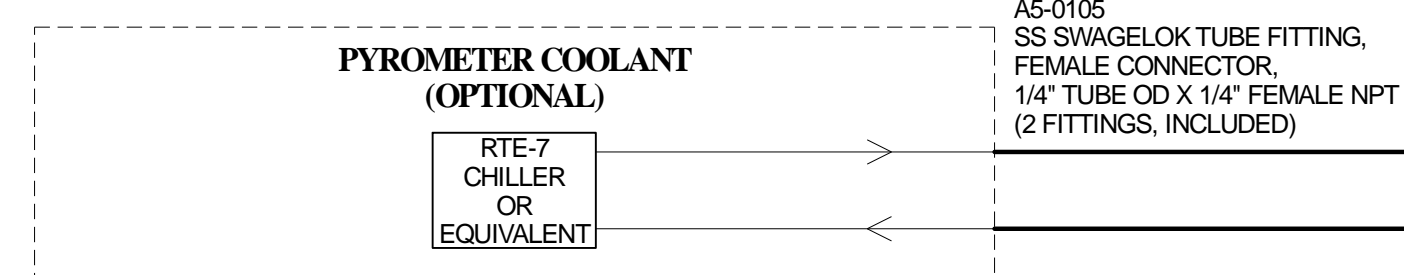 PYROMETER COOLANT
(OPTIONAL)
RTE-7
CHILLER
OR
EQUIVALENT
A5-0105
SS SWAGELOK TUBE FITTING,
FEMALE CONNECTOR,
1/4" TUBE OD X 1/4" FEMALE NPT
(2 FITTINGS, INCLUDED)